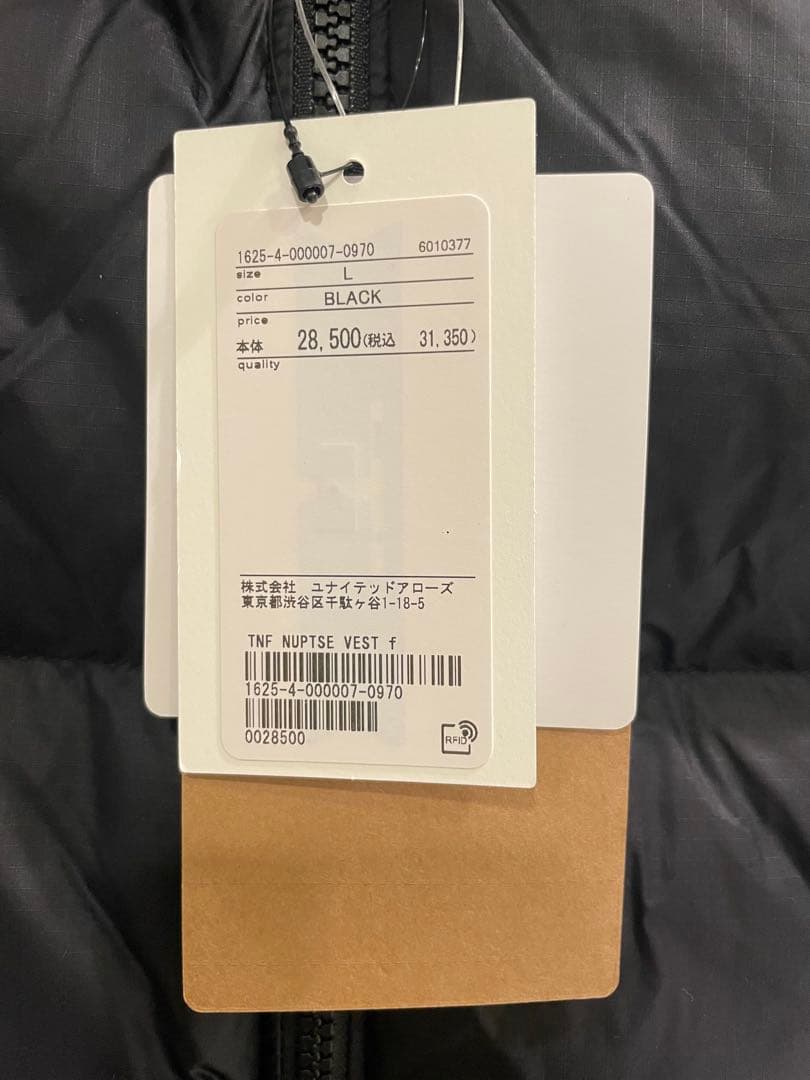 1625-4-000007-0970 6010377
size L
color BLACK
price
本体 28,500(税込 31,350)
quality
株式会社 ユナイテッドアローズ
東京都渋谷区千駄ヶ谷1-18-5
TNF NUPTSE VEST f
1625-4-000007-0970
0028500
RFID